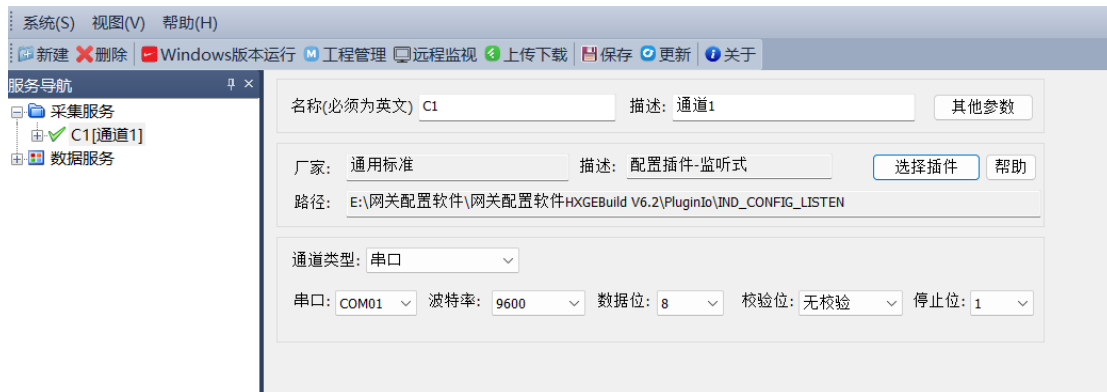 系统(S) 视图(V) 帮助(H)
新建 删除 Windows版本运行 工程管理 远程监视 上传下载 保存 更新 关于
服务导航
采集服务
C1[通道1]
数据服务
名称(必须为英文) C1 描述: 通道1 其他参数
厂家: 通用标准 描述: 配置插件-监听式 选择插件 帮助
路径: E:\网关配置软件\网关配置软件HXGEBuild V6.2\PluginIo\IND_CONFIG_LISTEN
通道类型: 串口
串口: COM01 波特率: 9600 数据位: 8 校验位: 无校验 停止位: 1